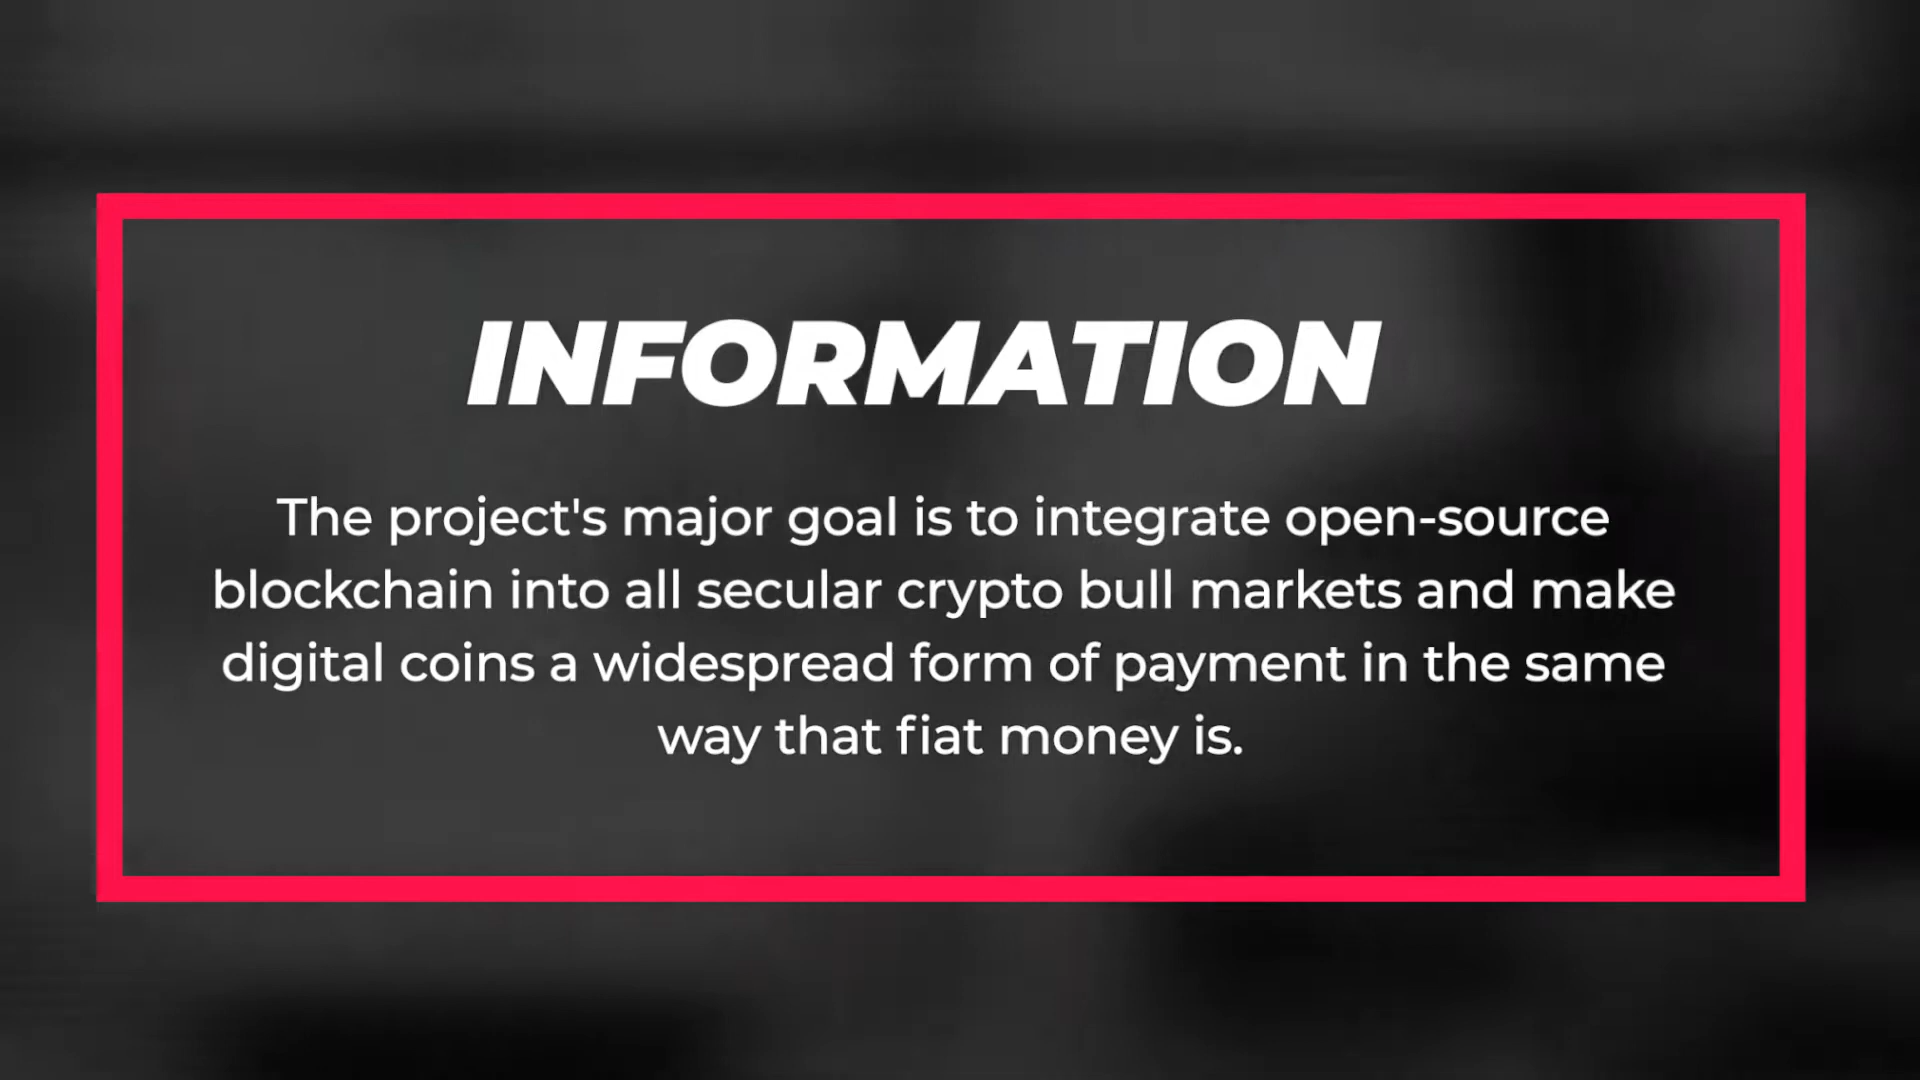 INFORMATION
The project's major goal is to integrate open-source
blockchain into all secular crypto bull markets and make
digital coins a widespread form of payment in the same
way that fiat money is.